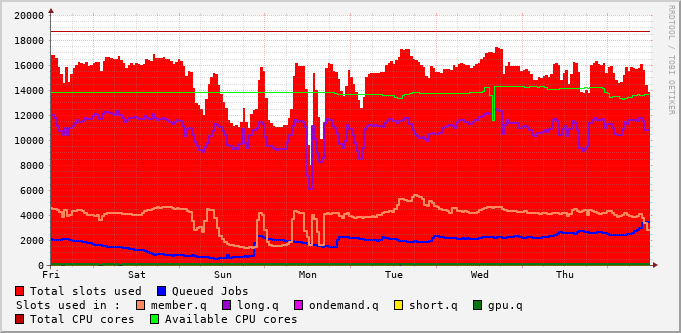 20000
18000
16000
14000
12000
10000
8000
6000
4000
2000
0
Fri Sat Sun Mon Tue Wed Thu
RRDTOOL / TOBI OETIKER
Total slots used Queued Jobs
Slots used in : member.q long.q ondemand.q short.q gpu.q
Total CPU cores Available CPU cores